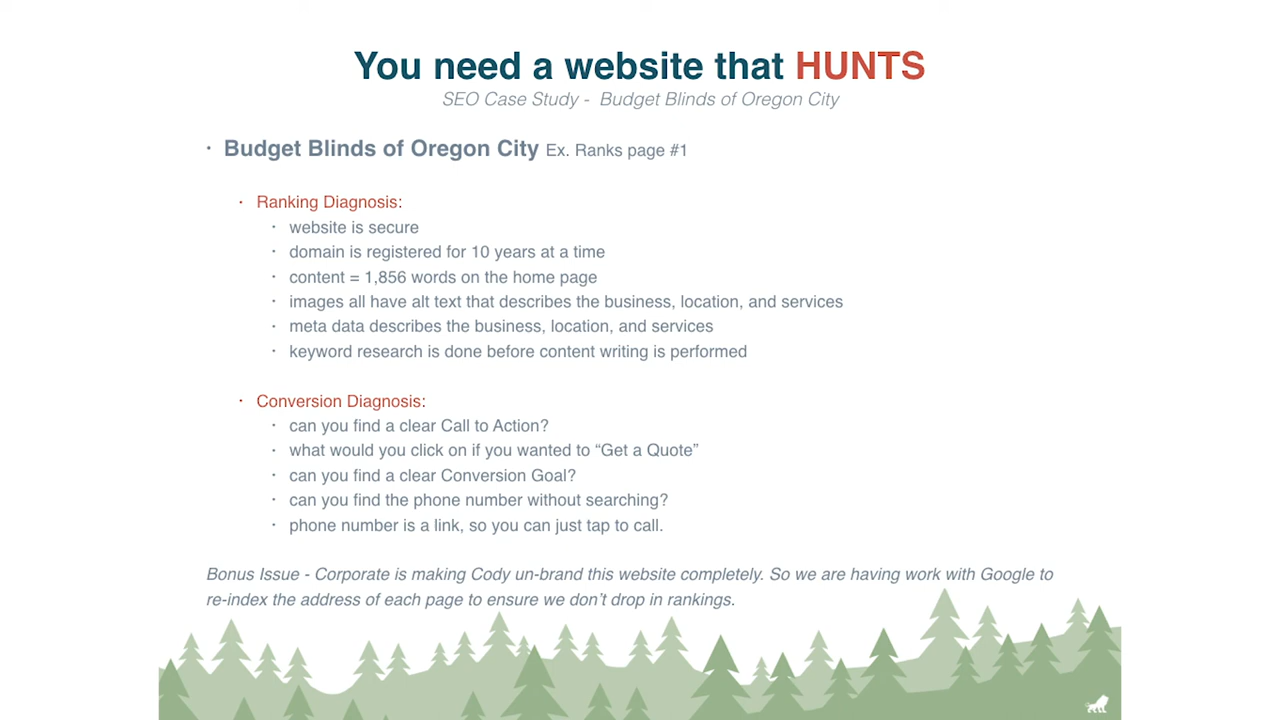 You need a website that HUNTS
SEO Case Study - Budget Blinds of Oregon City
· Budget Blinds of Oregon City Ex. Ranks page #1
· Ranking Diagnosis:
· website is secure
· domain is registered for 10 years at a time
· content = 1,856 words on the home page
· images all have alt text that describes the business, location, and services
· meta data describes the business, location, and services
· keyword research is done before content writing is performed
· Conversion Diagnosis:
· can you find a clear Call to Action?
· what would you click on if you wanted to “Get a Quote”
· can you find a clear Conversion Goal?
· can you find the phone number without searching?
· phone number is a link, so you can just tap to call.
Bonus Issue - Corporate is making Cody un-brand this website completely. So we are having work with Google to
re-index the address of each page to ensure we don’t drop in rankings.